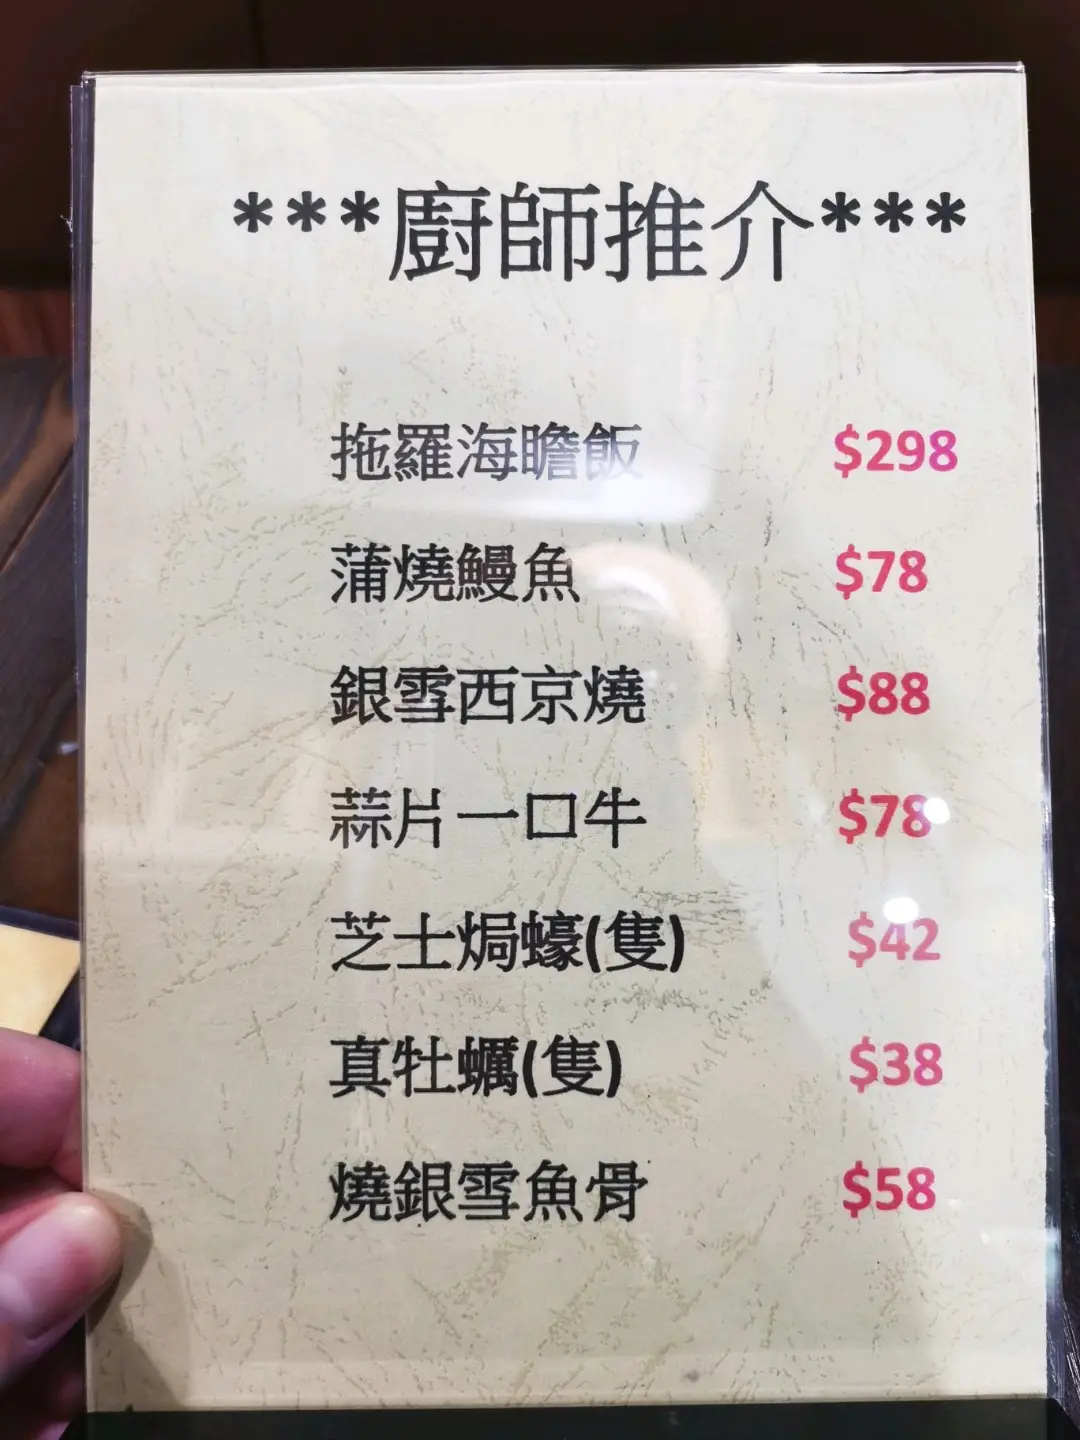 ***廚師推介***
拖羅海瞻飯 $298
蒲燒鰻魚 $78
銀雪西京燒 $88
蒜片一口牛 $78
芝士焗蠔(隻) $42
真牡蠣(隻) $38
燒銀雪魚骨 $58